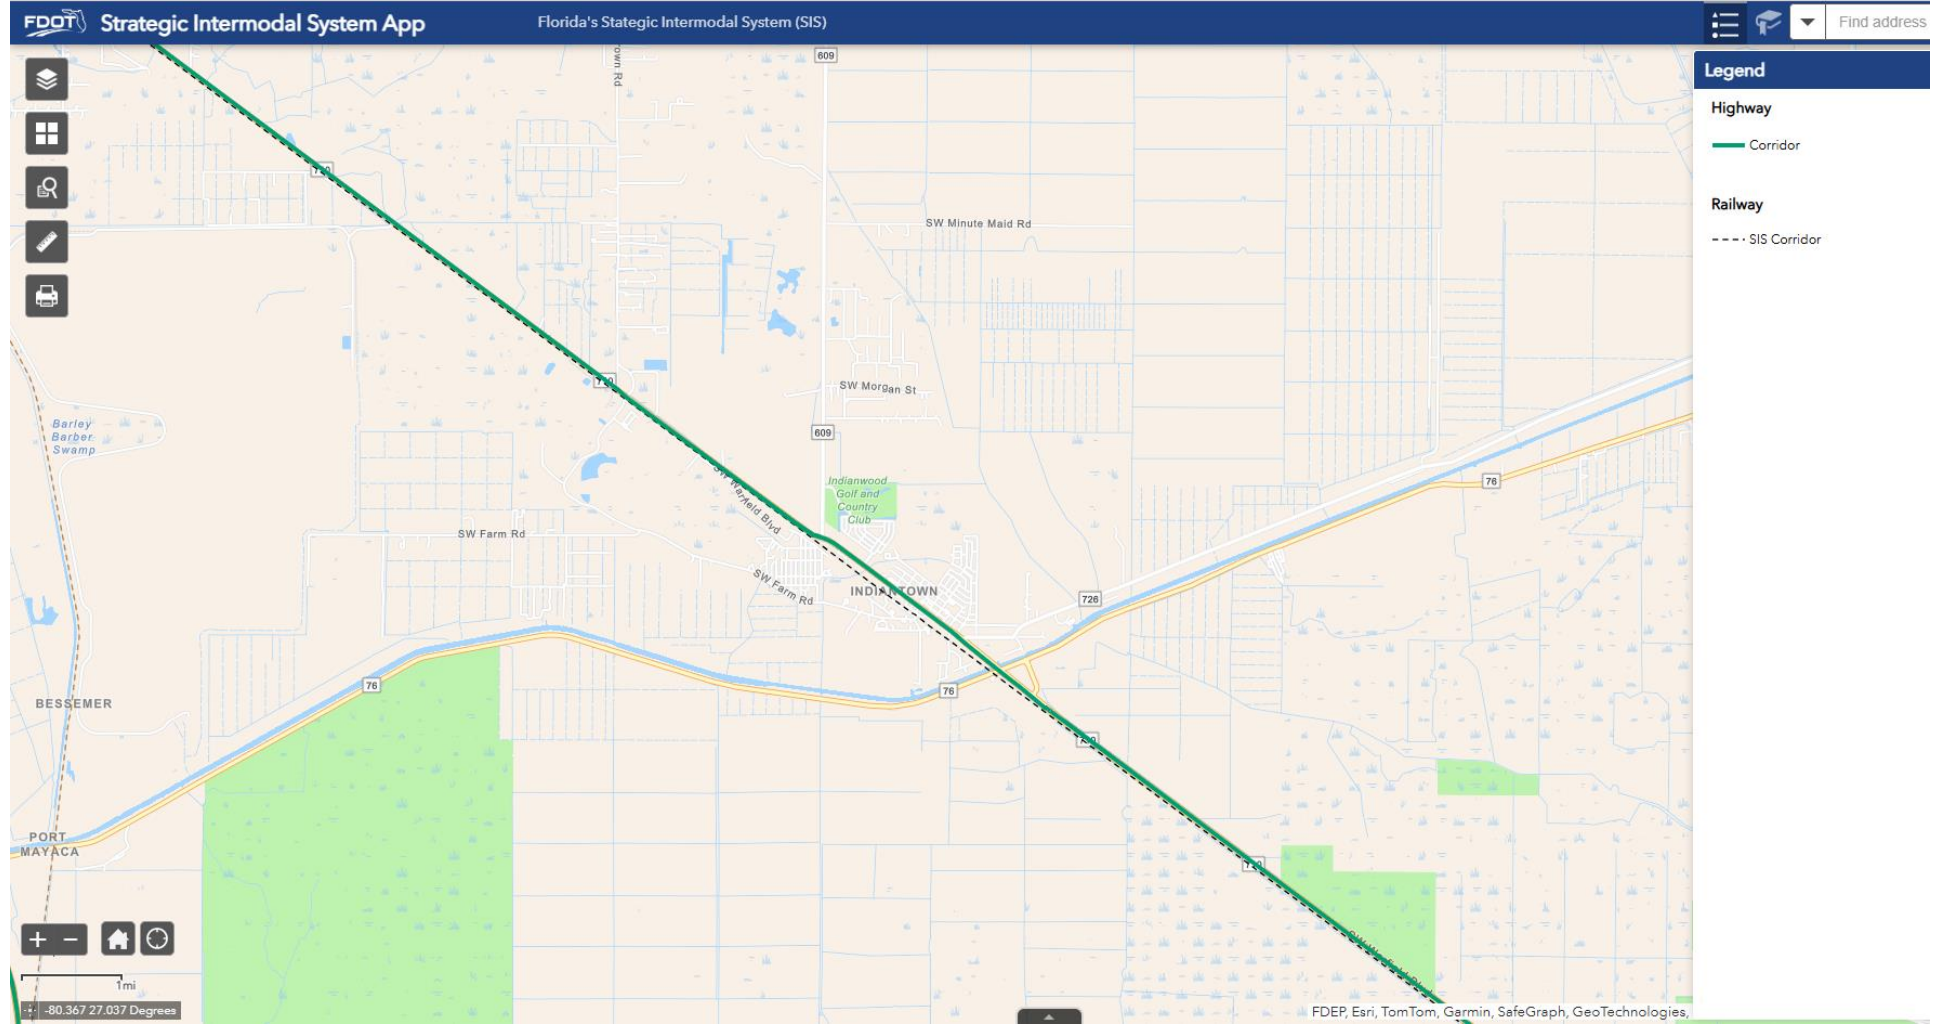 FDOT Strategic Intermodal System App Florida's Stategic Intermodal System (SIS) Find address
Legend
Highway
Corridor
Railway
SIS Corridor
609
SW Minute Maid Rd
SW Morgan St
609
Barley
Barber
Swamp
Indianwood
Golf and
Country
Club
76
SW Warfield Blvd
SW Farm Rd
SW Farm Rd
INDIANTOWN
726
76
76
BESSEMER
PORT
MAYACA
+ −
1mi
-80.367 27.037 Degrees
FDEP, Esri, TomTom, Garmin, SafeGraph, GeoTechnologies,